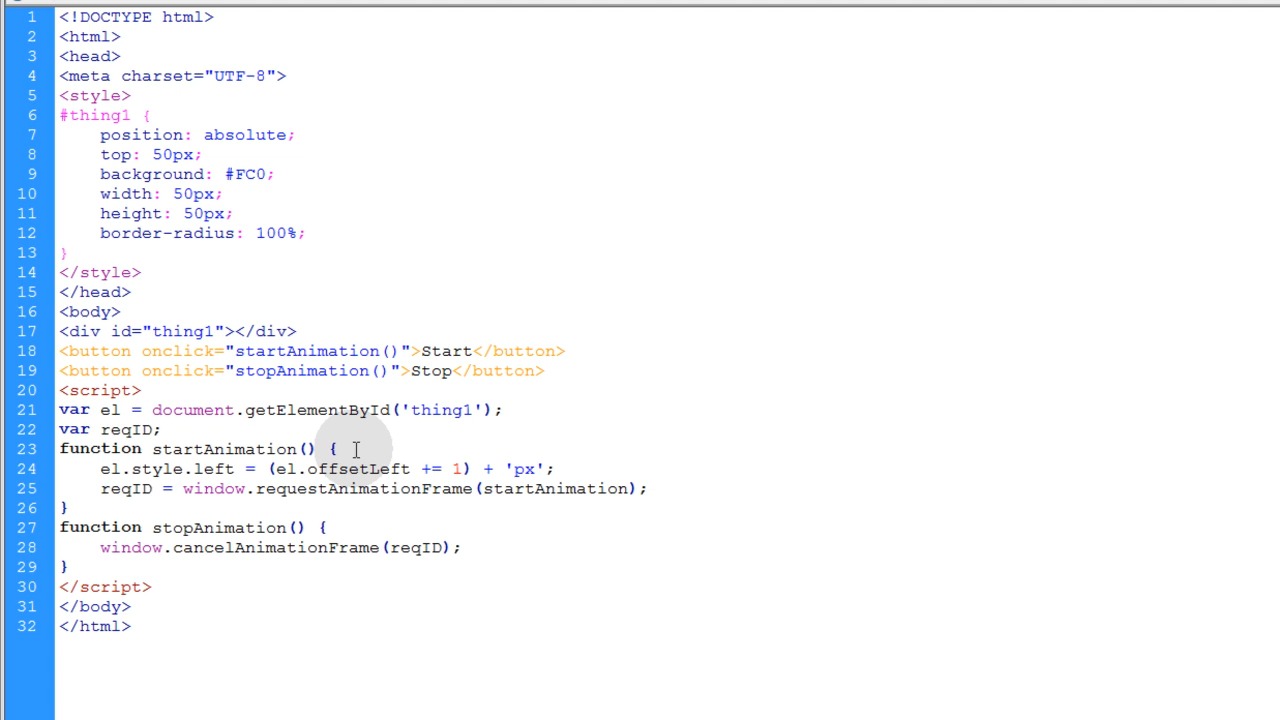 1 <!DOCTYPE html>
2 <html>
3 <head>
4 <meta charset="UTF-8">
5 <style>
6 #thing1 {
7     position: absolute;
8     top: 50px;
9     background: #FC0;
10     width: 50px;
11     height: 50px;
12     border-radius: 100%;
13 }
14 </style>
15 </head>
16 <body>
17 <div id="thing1"></div>
18 <button onclick="startAnimation()">Start</button>
19 <button onclick="stopAnimation()">Stop</button>
20 <script>
21 var el = document.getElementById('thing1');
22 var reqID;
23 function startAnimation() {
24     el.style.left = (el.offsetLeft += 1) + 'px';
25     reqID = window.requestAnimationFrame(startAnimation);
26 }
27 function stopAnimation() {
28     window.cancelAnimationFrame(reqID);
29 }
30 </script>
31 </body>
32 </html>